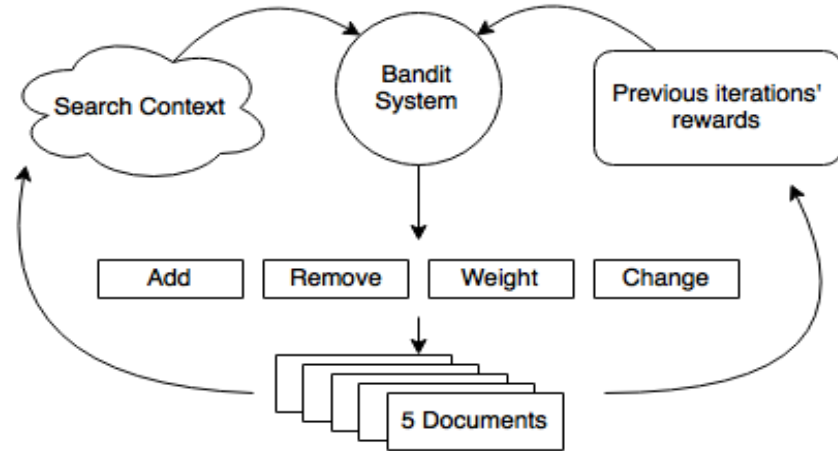 Search Context
Bandit
System
Previous iterations'
rewards
Add
Remove
Weight
Change
5 Documents